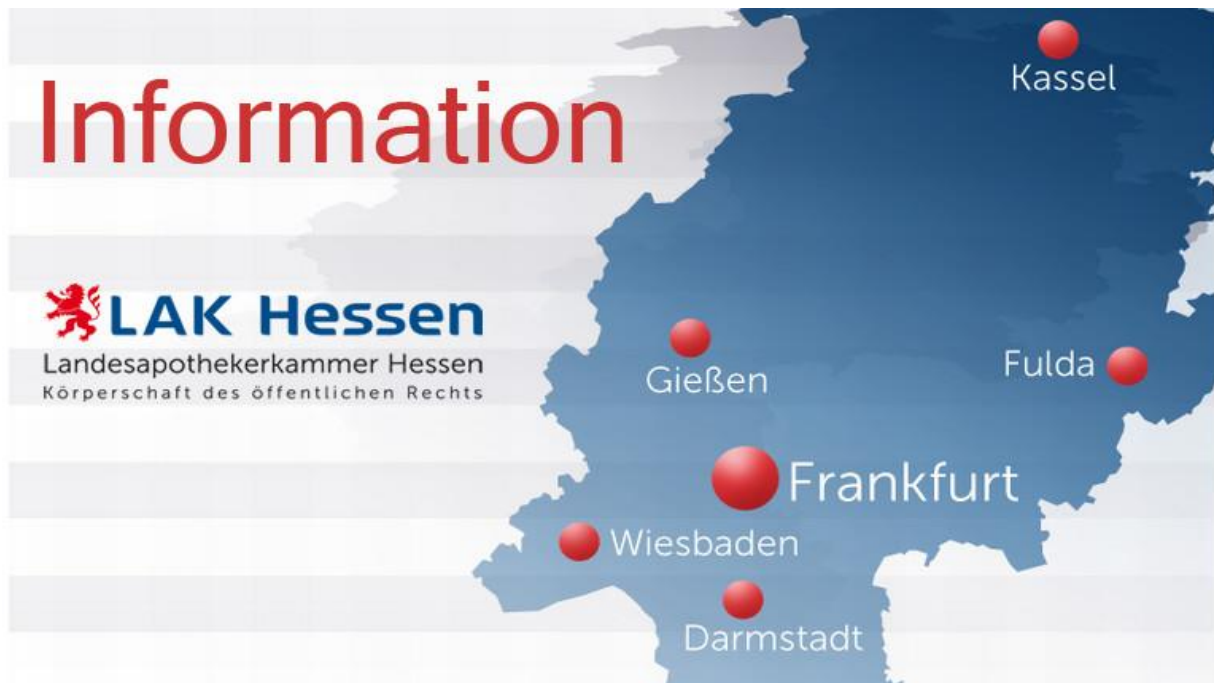 Information
Kassel
LAK Hessen
Landesapothekerkammer Hessen
Körperschaft des öffentlichen Rechts
Gießen
Fulda
Frankfurt
Wiesbaden
Darmstadt